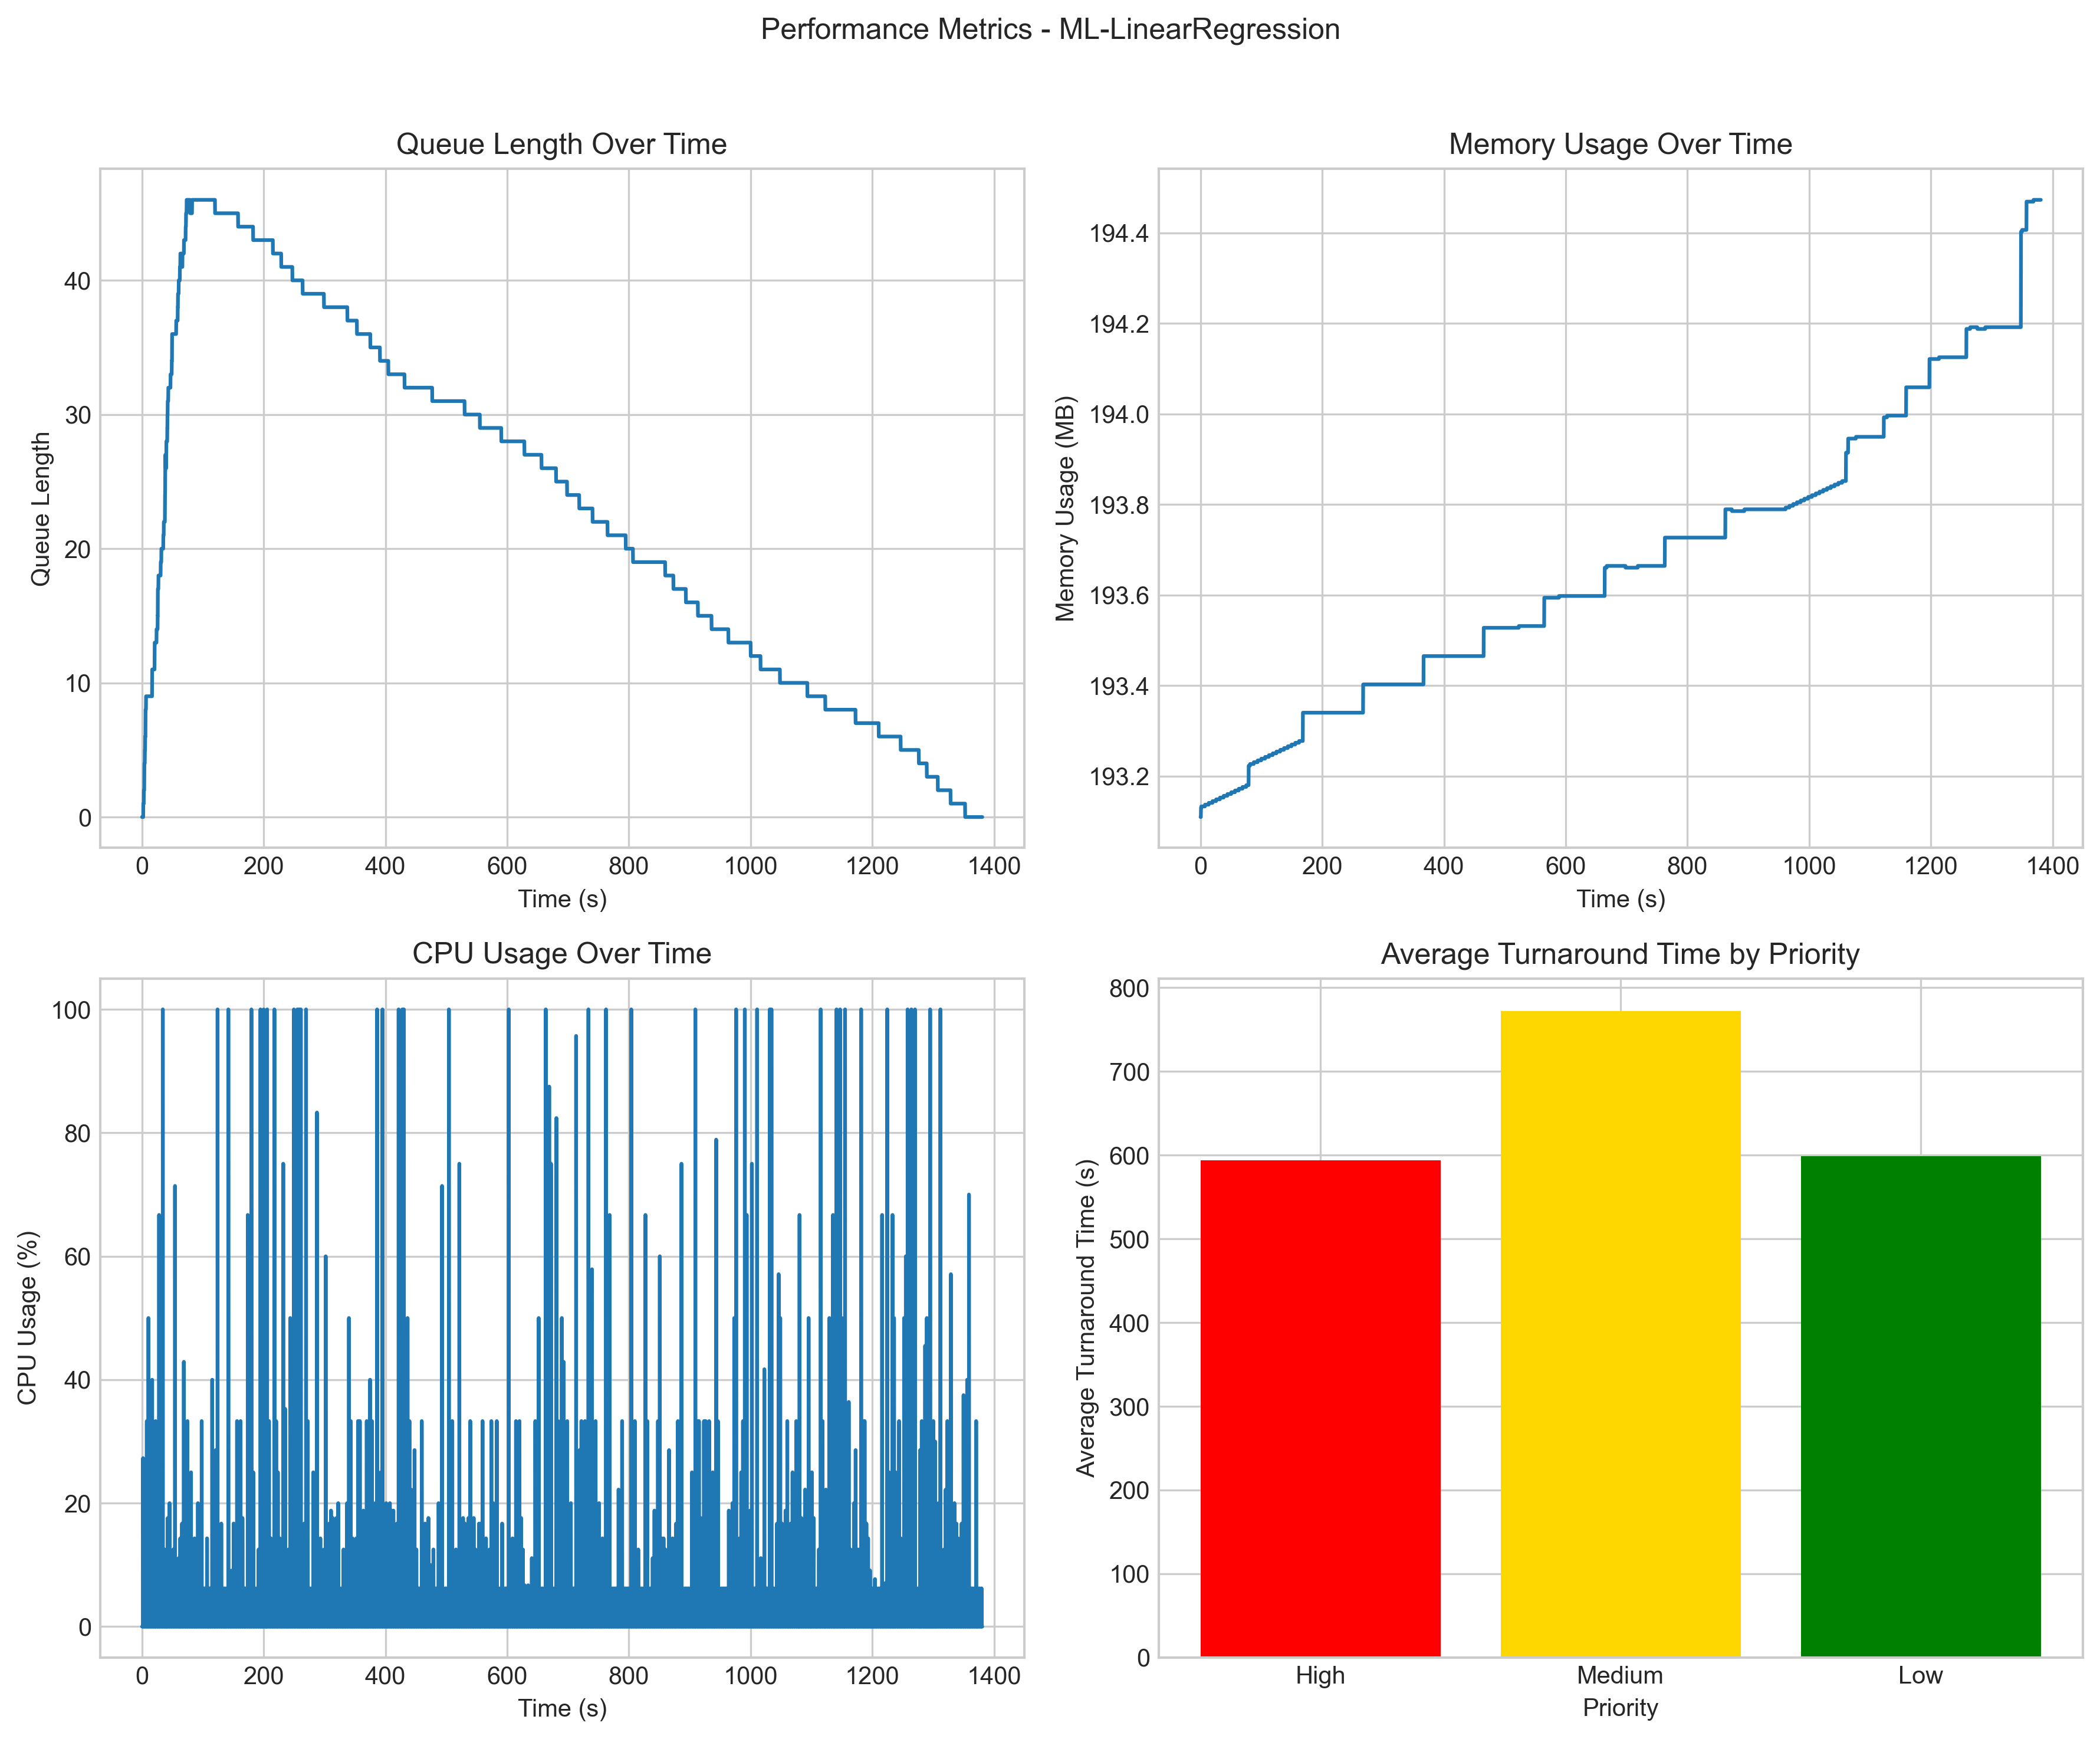 Performance Metrics - ML-LinearRegression
Queue Length Over Time
Queue Length
40
30
20
10
0
0 200 400 600 800 1000 1200 1400
Time (s)
Memory Usage Over Time
Memory Usage (MB)
194.4
194.2
194.0
193.8
193.6
193.4
193.2
0 200 400 600 800 1000 1200 1400
Time (s)
CPU Usage Over Time
CPU Usage (%)
100
80
60
40
20
0
0 200 400 600 800 1000 1200 1400
Time (s)
Average Turnaround Time by Priority
Average Turnaround Time (s)
800
700
600
500
400
300
200
100
0
High Medium Low
Priority